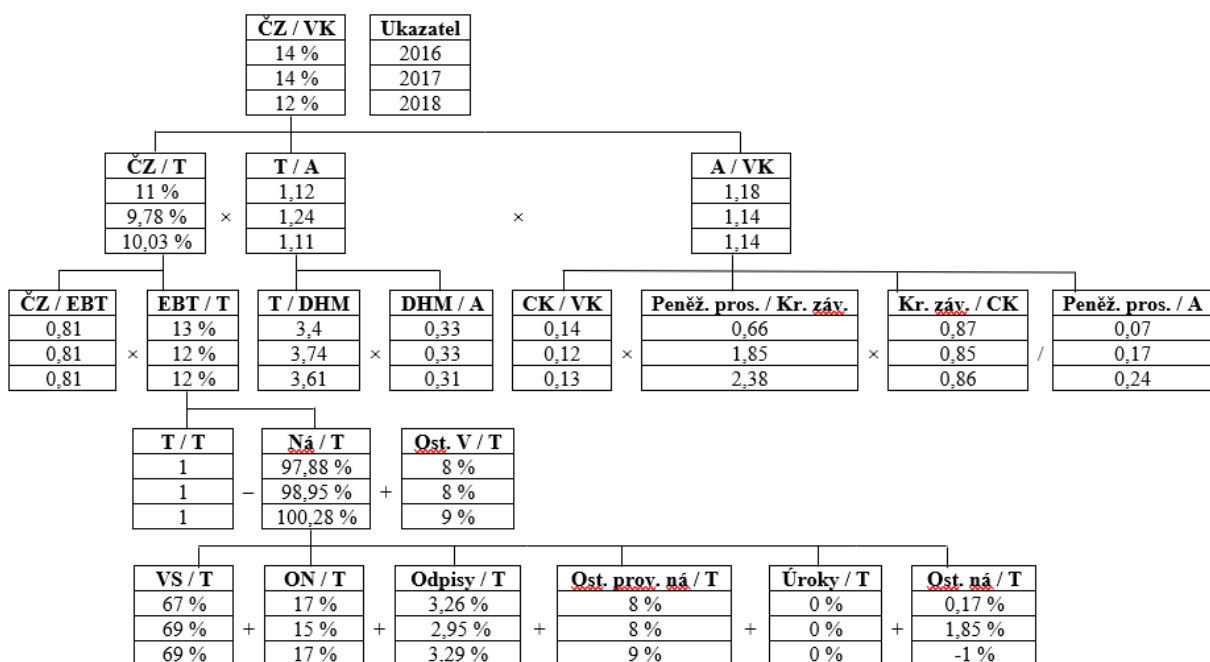 ČZ / VK Ukazatel
14 % 2016
14 % 2017
12 % 2018
ČZ / T T / A A / VK
11 % 1,12 1,18
9,78 % × 1,24 × 1,14
10,03 % 1,11 1,14
ČZ / EBT EBT / T T / DHM DHM / A CK / VK Peněž. pros. / Kr. záv. Kr. záv. / CK Peněž. pros. / A
0,81 13 % 3,4 0,33 0,14 0,66 0,87 0,07
0,81 × 12 % 3,74 × 0,33 0,12 × 1,85 × 0,85 / 0,17
0,81 12 % 3,61 0,31 0,13 2,38 0,86 0,24
T / T Ná / T Ost. V / T
1 97,88 % 8 %
1 – 98,95 % + 8 %
1 100,28 % 9 %
VS / T ON / T Odpisy / T Ost. prov. ná / T Úroky / T Ost. ná / T
67 % 17 % 3,26 % 8 % 0 % 0,17 %
69 % + 15 % + 2,95 % + 8 % + 0 % + 1,85 %
69 % 17 % 3,29 % 9 % 0 % -1 %